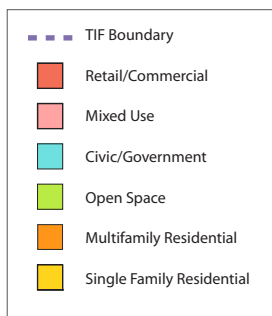 TIF Boundary
Retail/Commercial
Mixed Use
Civic/Government
Open Space
Multifamily Residential
Single Family Residential